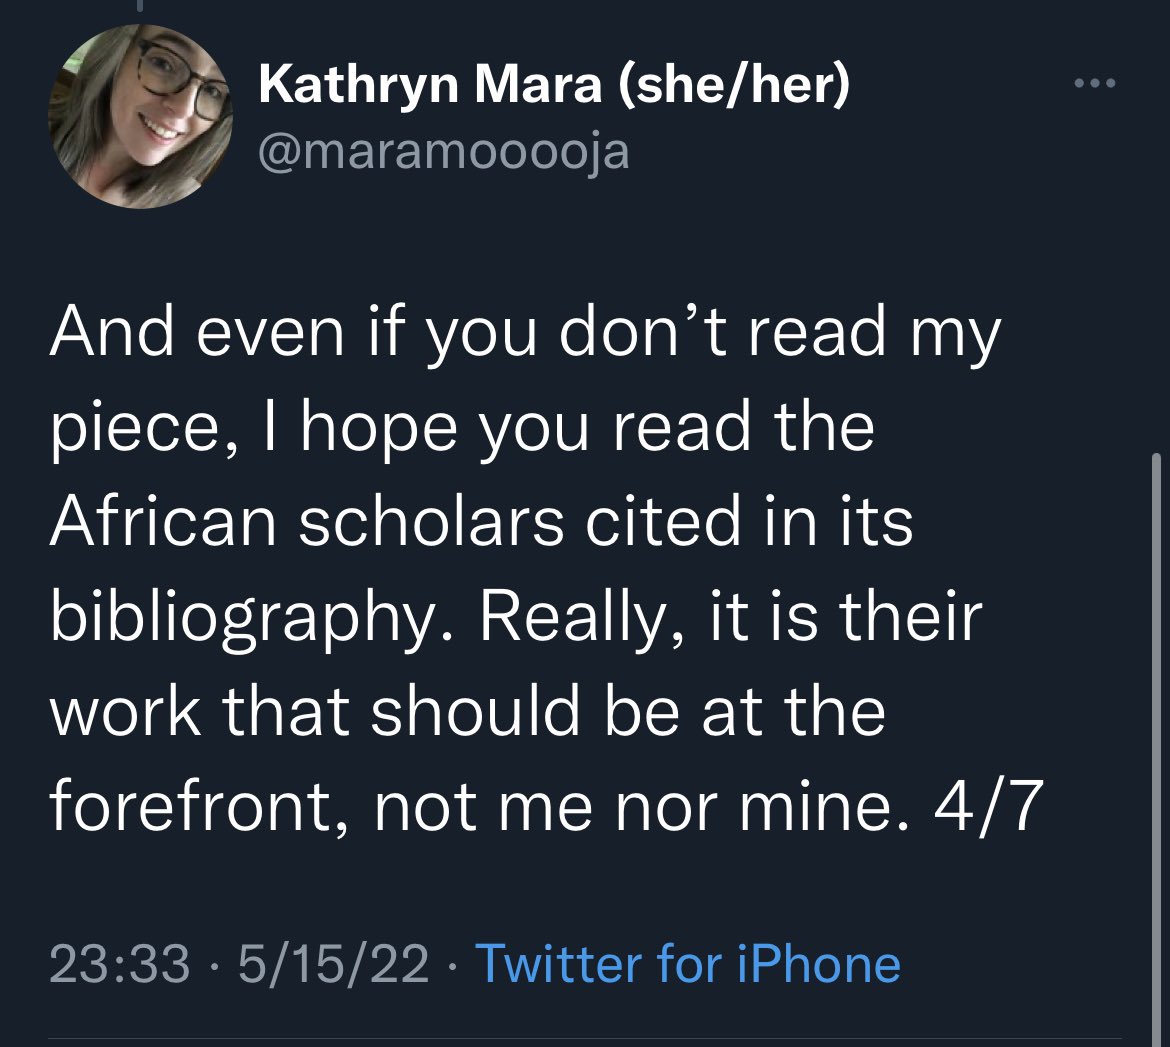 Kathryn Mara (she/her)
@maramooooja
And even if you don’t read my
piece, I hope you read the
African scholars cited in its
bibliography. Really, it is their
work that should be at the
forefront, not me nor mine. 4/7
23:33 · 5/15/22 · Twitter for iPhone